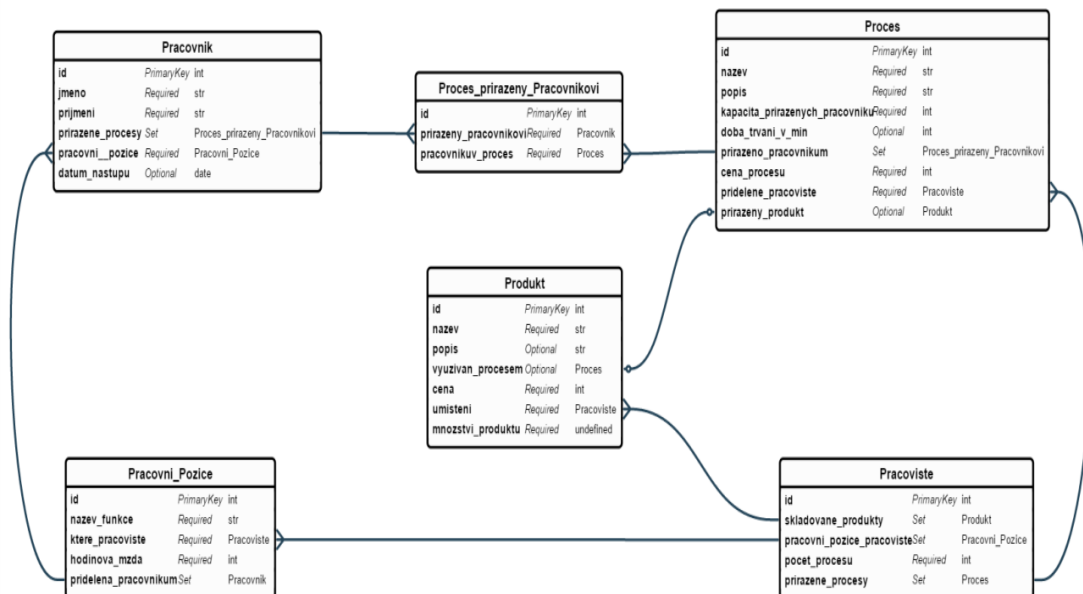 Pracovnik
id PrimaryKey int
jmeno Required str
prijmeni Required str
prirazene_procesy Set Proces_prirazeny_Pracovnikovi
pracovni__pozice Required Pracovni_Pozice
datum_nastupu Optional date
Proces_prirazeny_Pracovnikovi
id PrimaryKey int
prirazeny_pracovnikovi Required Pracovnik
pracovnikuv_proces Required Proces
Proces
id PrimaryKey int
nazev Required str
popis Required str
kapacita_prirazenych_pracovniku Required int
doba_trvani_v_min Optional int
prirazeno_pracovnikum Set Proces_prirazeny_Pracovnikovi
cena_procesu Required int
pridelene_pracoviste Required Pracoviste
prirazeny_produkt Optional Produkt
Produkt
id PrimaryKey int
nazev Required str
popis Optional str
vyuzivan_procesem Optional Proces
cena Required int
umisteni Required Pracoviste
mnozstvi_produktu Required undefined
Pracovni_Pozice
id PrimaryKey int
nazev_funkce Required str
ktere_pracoviste Required Pracoviste
hodinova_mzda Required int
pridelena_pracovnikum Set Pracovnik
Pracoviste
id PrimaryKey int
skladovane_produkty Set Produkt
pracovni_pozice_pracoviste Set Pracovni_Pozice
pocet_procesu Required int
prirazene_procesy Set Proces